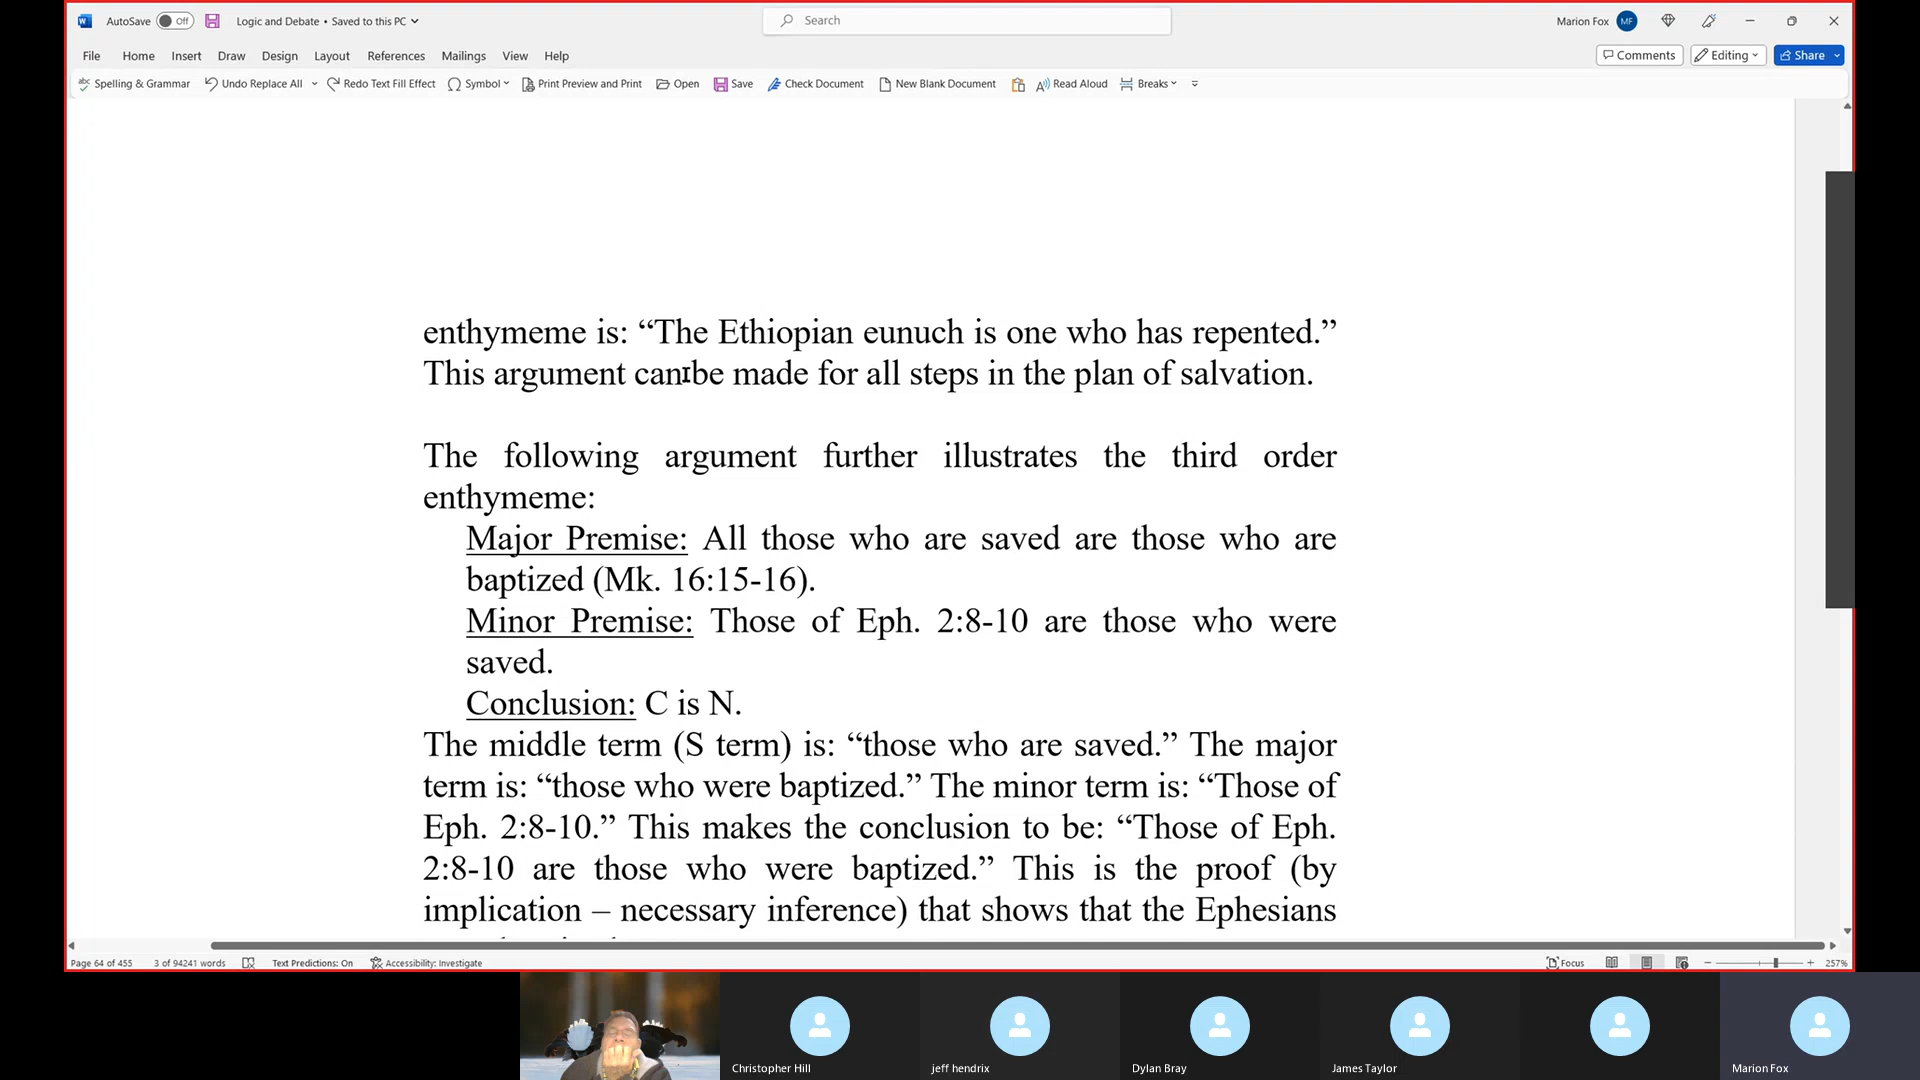 AutoSave Off Logic and Debate • Saved to this PC Search Marion Fox MF
File Home Insert Draw Design Layout References Mailings View Help Comments Editing Share
Spelling & Grammar Undo Replace All Redo Text Fill Effect Symbol Print Preview and Print Open Save Check Document New Blank Document Read Aloud Breaks
enthymeme is: “The Ethiopian eunuch is one who has repented.”
This argument can be made for all steps in the plan of salvation.
The following argument further illustrates the third order
enthymeme:
Major Premise: All those who are saved are those who are
baptized (Mk. 16:15-16).
Minor Premise: Those of Eph. 2:8-10 are those who were
saved.
Conclusion: C is N.
The middle term (S term) is: “those who are saved.” The major
term is: “those who were baptized.” The minor term is: “Those of
Eph. 2:8-10.” This makes the conclusion to be: “Those of Eph.
2:8-10 are those who were baptized.” This is the proof (by
implication – necessary inference) that shows that the Ephesians
Page 64 of 455 3 of 94241 words Text Predictions: On Accessibility: Investigate Focus 257%
Christopher Hill jeff hendrix Dylan Bray James Taylor Marion Fox